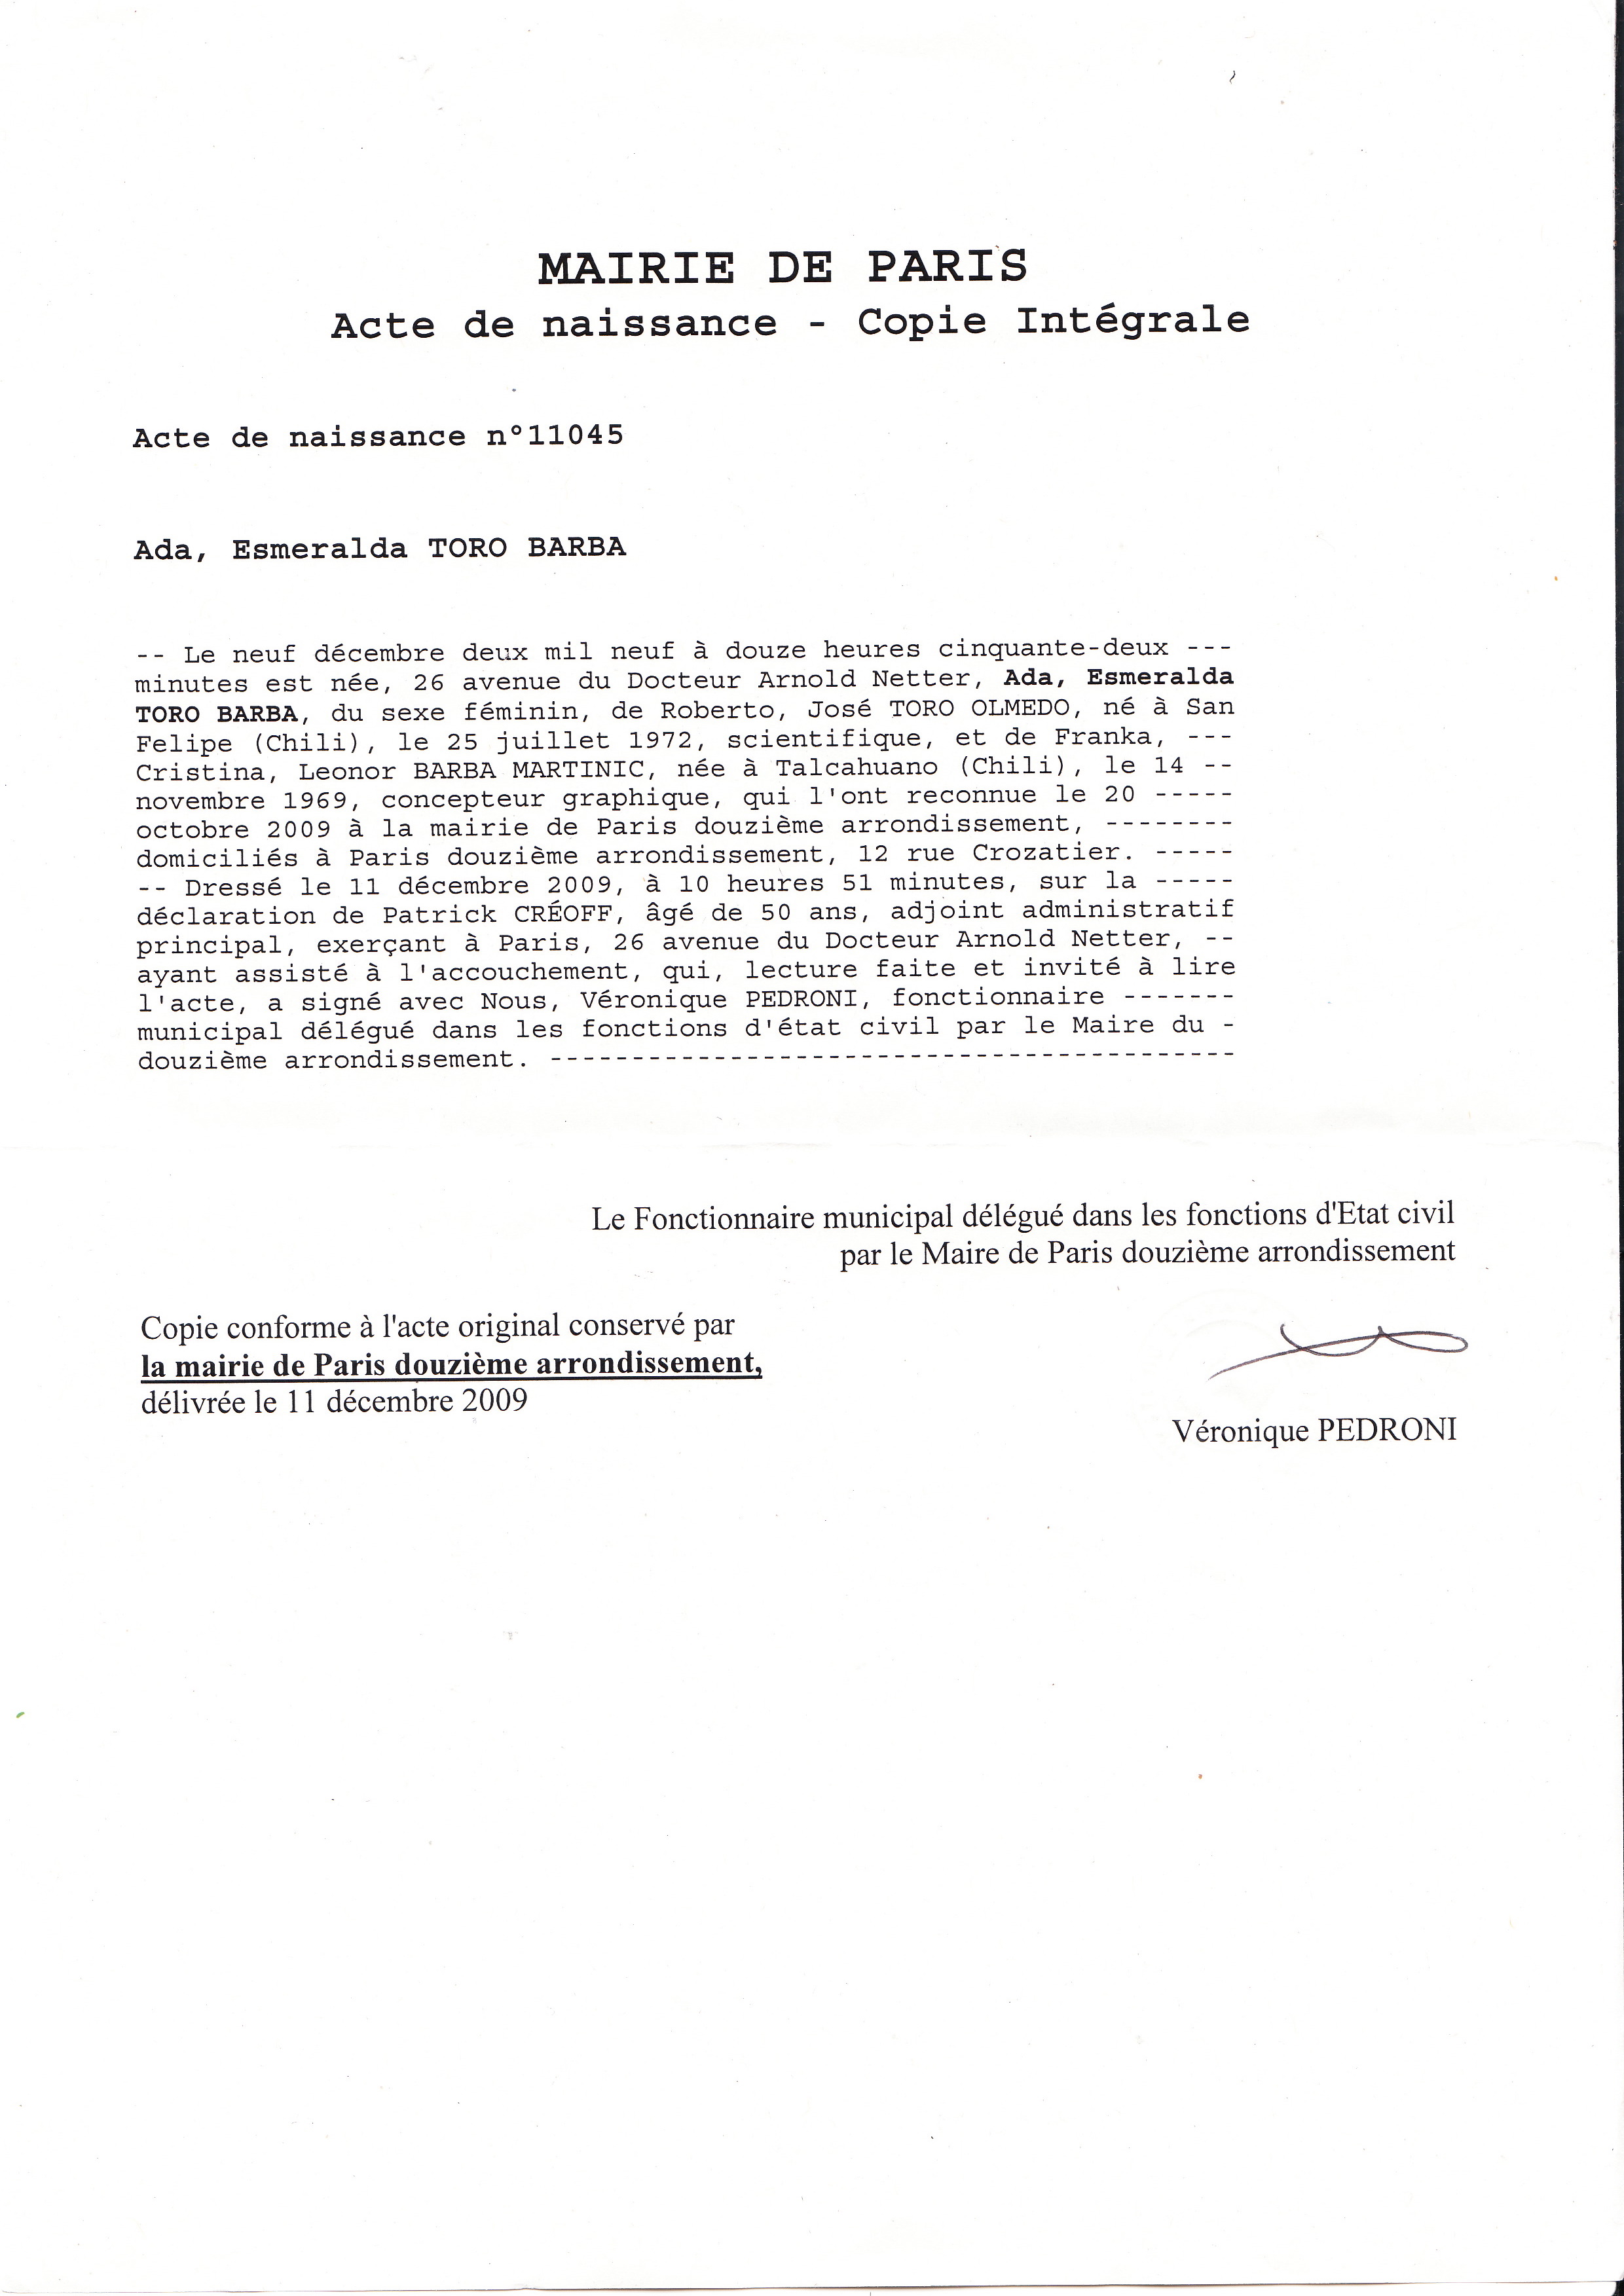 MAIRIE DE PARIS
Acte de naissance - Copie Intégrale
Acte de naissance n°11045
Ada, Esmeralda TORO BARBA
-- Le neuf décembre deux mil neuf à douze heures cinquante-deux ---
minutes est née, 26 avenue du Docteur Arnold Netter, Ada, Esmeralda
TORO BARBA, du sexe féminin, de Roberto, José TORO OLMEDO, né à San
Felipe (Chili), le 25 juillet 1972, scientifique, et de Franka, ---
Cristina, Leonor BARBA MARTINIC, née à Talcahuano (Chili), le 14 --
novembre 1969, concepteur graphique, qui l'ont reconnue le 20 -----
octobre 2009 à la mairie de Paris douzième arrondissement, --------
domiciliés à Paris douzième arrondissement, 12 rue Crozatier. -----
-- Dressé le 11 décembre 2009, à 10 heures 51 minutes, sur la -----
déclaration de Patrick CRÉOFF, âgé de 50 ans, adjoint administratif
principal, exerçant à Paris, 26 avenue du Docteur Arnold Netter, --
ayant assisté à l'accouchement, qui, lecture faite et invité à lire
l'acte, a signé avec Nous, Véronique PEDRONI, fonctionnaire -------
municipal délégué dans les fonctions d'état civil par le Maire du -
douzième arrondissement. ------------------------------------------
Le Fonctionnaire municipal délégué dans les fonctions d'Etat civil
par le Maire de Paris douzième arrondissement
Copie conforme à l'acte original conservé par
la mairie de Paris douzième arrondissement,
délivrée le 11 décembre 2009
Véronique PEDRONI